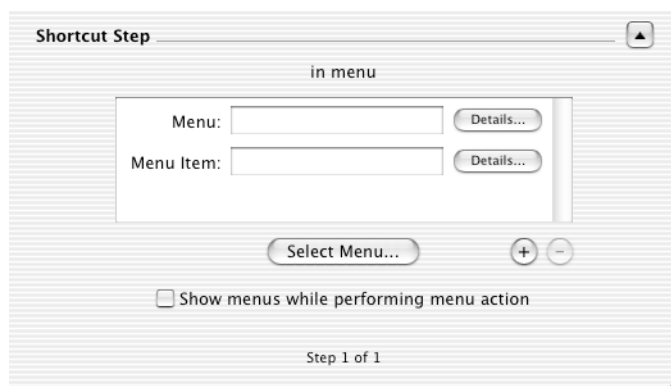 Shortcut Step
in menu
Menu: Details...
Menu Item: Details...
Select Menu... + −
Show menus while performing menu action
Step 1 of 1